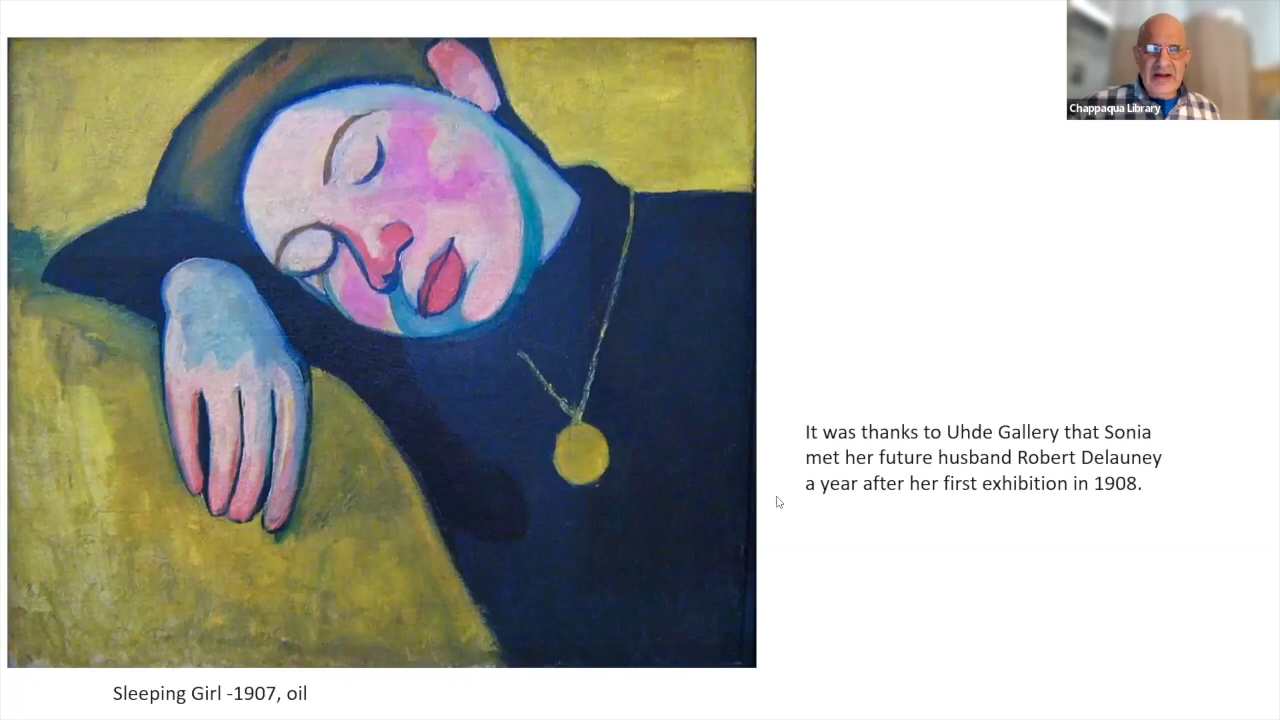 Chappaqua Library
It was thanks to Uhde Gallery that Sonia
met her future husband Robert Delauney
a year after her first exhibition in 1908.
Sleeping Girl -1907, oil